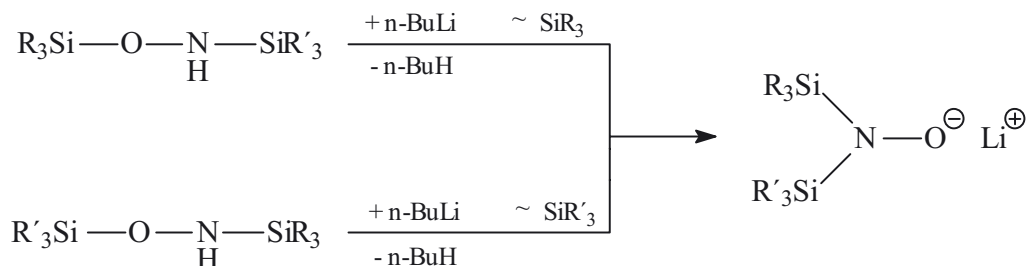 R₃Si—O—N—SiR´₃
H
+ n-BuLi ~ SiR₃
- n-BuH
R₃Si
N—O⊖ Li⊕
R´₃Si
R´₃Si—O—N—SiR₃
H
+ n-BuLi ~ SiR´₃
- n-BuH